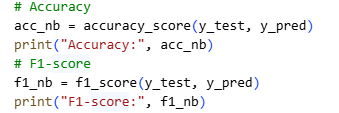 # Accuracy
acc_nb = accuracy_score(y_test, y_pred)
print("Accuracy:", acc_nb)
# F1-score
f1_nb = f1_score(y_test, y_pred)
print("F1-score:", f1_nb)